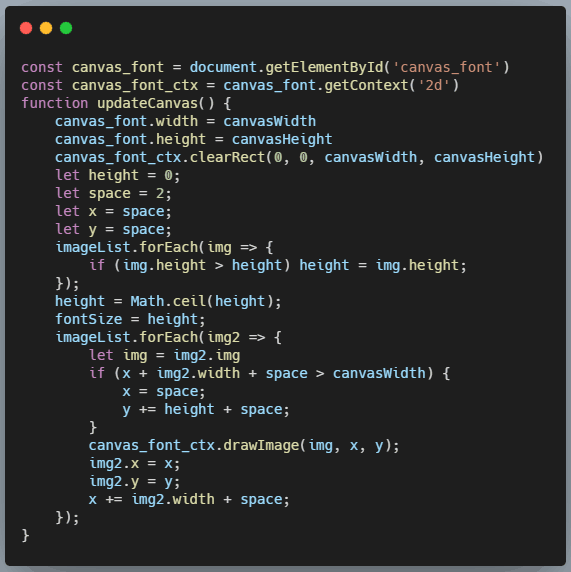 const canvas_font = document.getElementById('canvas_font')
const canvas_font_ctx = canvas_font.getContext('2d')
function updateCanvas() {
    canvas_font.width = canvasWidth
    canvas_font.height = canvasHeight
    canvas_font_ctx.clearRect(0, 0, canvasWidth, canvasHeight)
    let height = 0;
    let space = 2;
    let x = space;
    let y = space;
    imageList.forEach(img => {
        if (img.height > height) height = img.height;
    });
    height = Math.ceil(height);
    fontSize = height;
    imageList.forEach(img2 => {
        let img = img2.img
        if (x + img2.width + space > canvasWidth) {
            x = space;
            y += height + space;
        }
        canvas_font_ctx.drawImage(img, x, y);
        img2.x = x;
        img2.y = y;
        x += img2.width + space;
    });
}